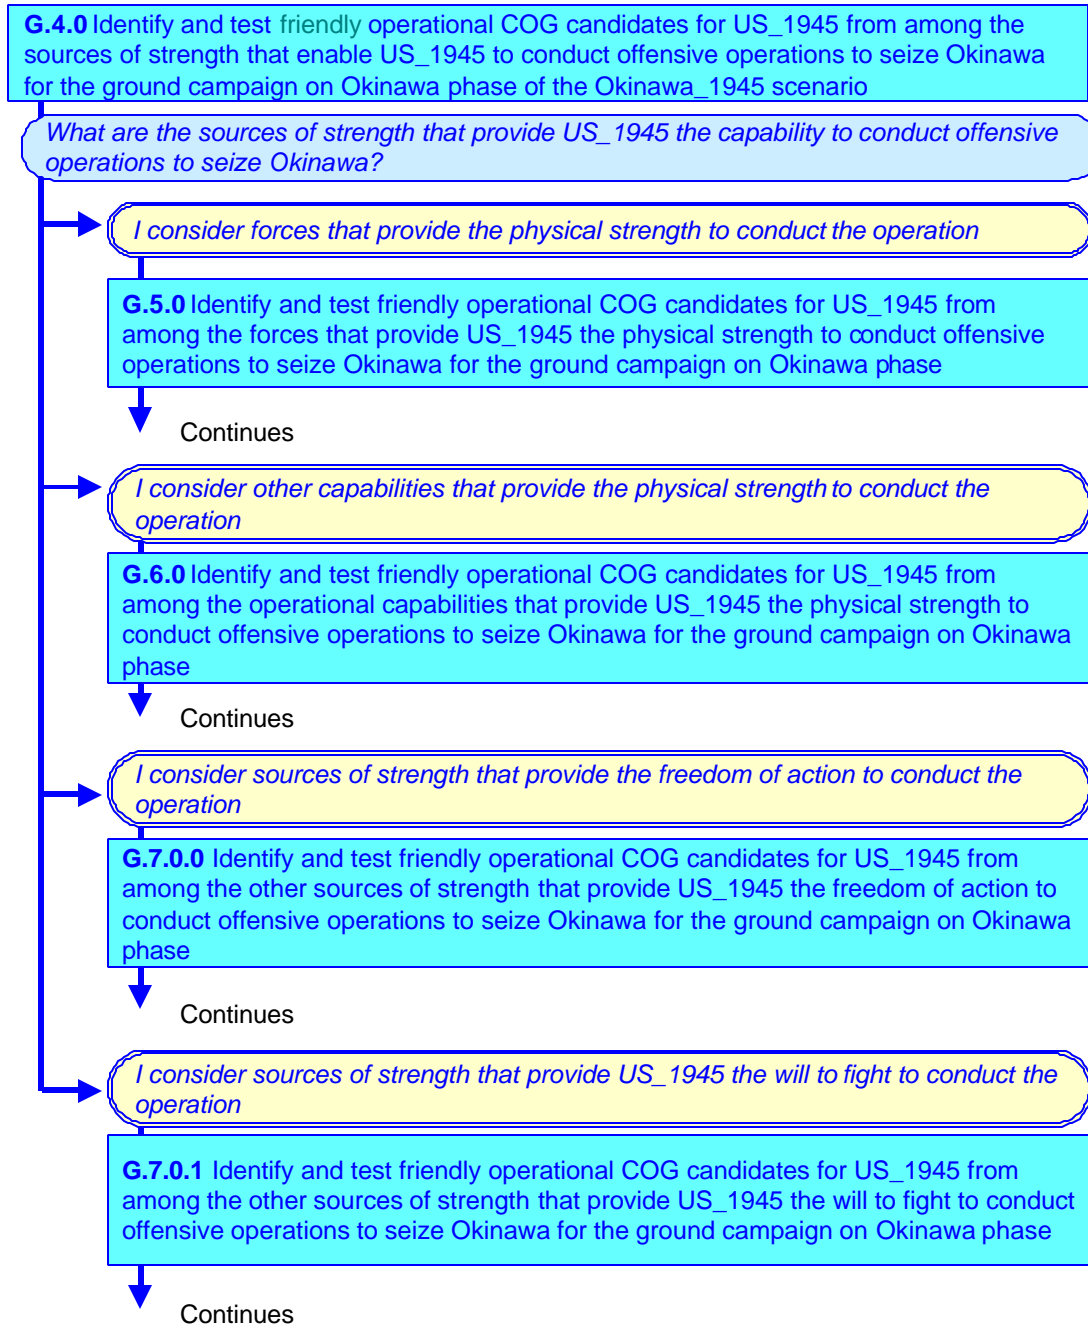 G.4.0 Identify and test friendly operational COG candidates for US_1945 from among the
sources of strength that enable US_1945 to conduct offensive operations to seize Okinawa
for the ground campaign on Okinawa phase of the Okinawa_1945 scenario
What are the sources of strength that provide US_1945 the capability to conduct offensive
operations to seize Okinawa?
I consider forces that provide the physical strength to conduct the operation
G.5.0 Identify and test friendly operational COG candidates for US_1945 from
among the forces that provide US_1945 the physical strength to conduct offensive
operations to seize Okinawa for the ground campaign on Okinawa phase
Continues
I consider other capabilities that provide the physical strength to conduct the
operation
G.6.0 Identify and test friendly operational COG candidates for US_1945 from
among the operational capabilities that provide US_1945 the physical strength to
conduct offensive operations to seize Okinawa for the ground campaign on Okinawa
phase
Continues
I consider sources of strength that provide the freedom of action to conduct the
operation
G.7.0.0 Identify and test friendly operational COG candidates for US_1945 from
among the other sources of strength that provide US_1945 the freedom of action to
conduct offensive operations to seize Okinawa for the ground campaign on Okinawa
phase
Continues
I consider sources of strength that provide US_1945 the will to fight to conduct the
operation
G.7.0.1 Identify and test friendly operational COG candidates for US_1945 from
among the other sources of strength that provide US_1945 the will to fight to conduct
offensive operations to seize Okinawa for the ground campaign on Okinawa phase
Continues